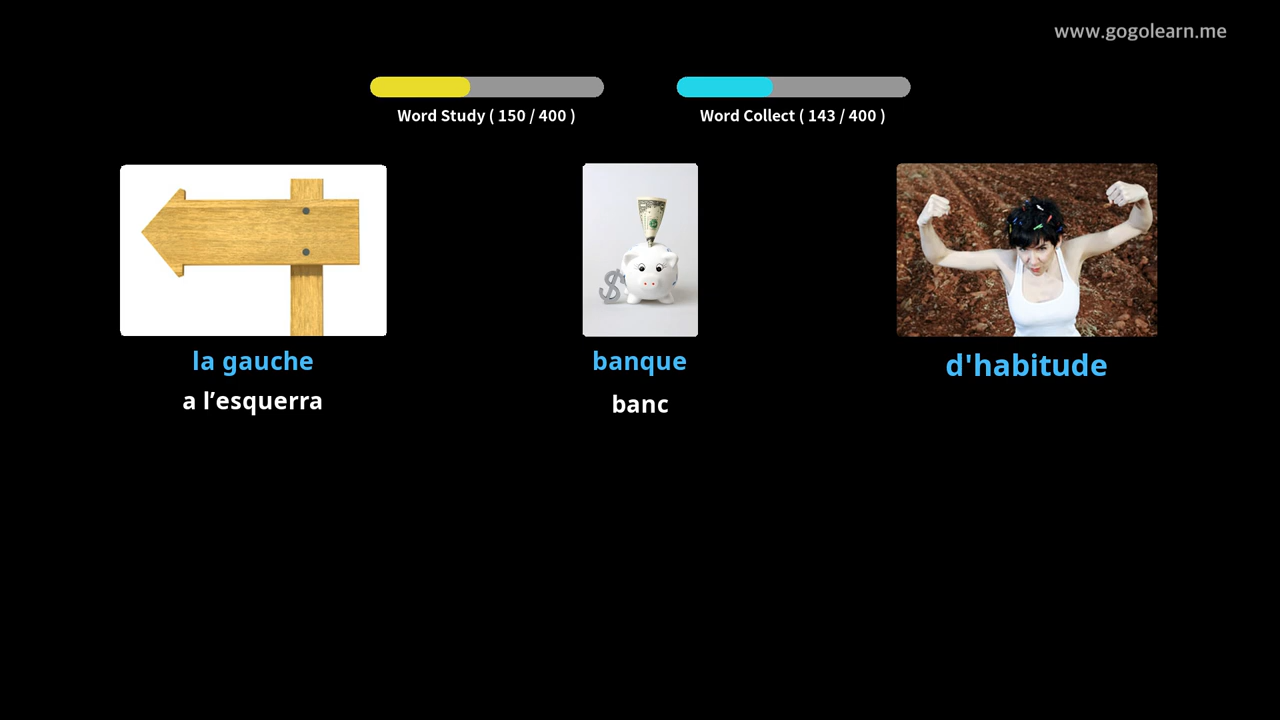 www.gogolearn.me
Word Study ( 150 / 400 )
Word Collect ( 143 / 400 )
la gauche
banque
d'habitude
a l’esquerra
banc